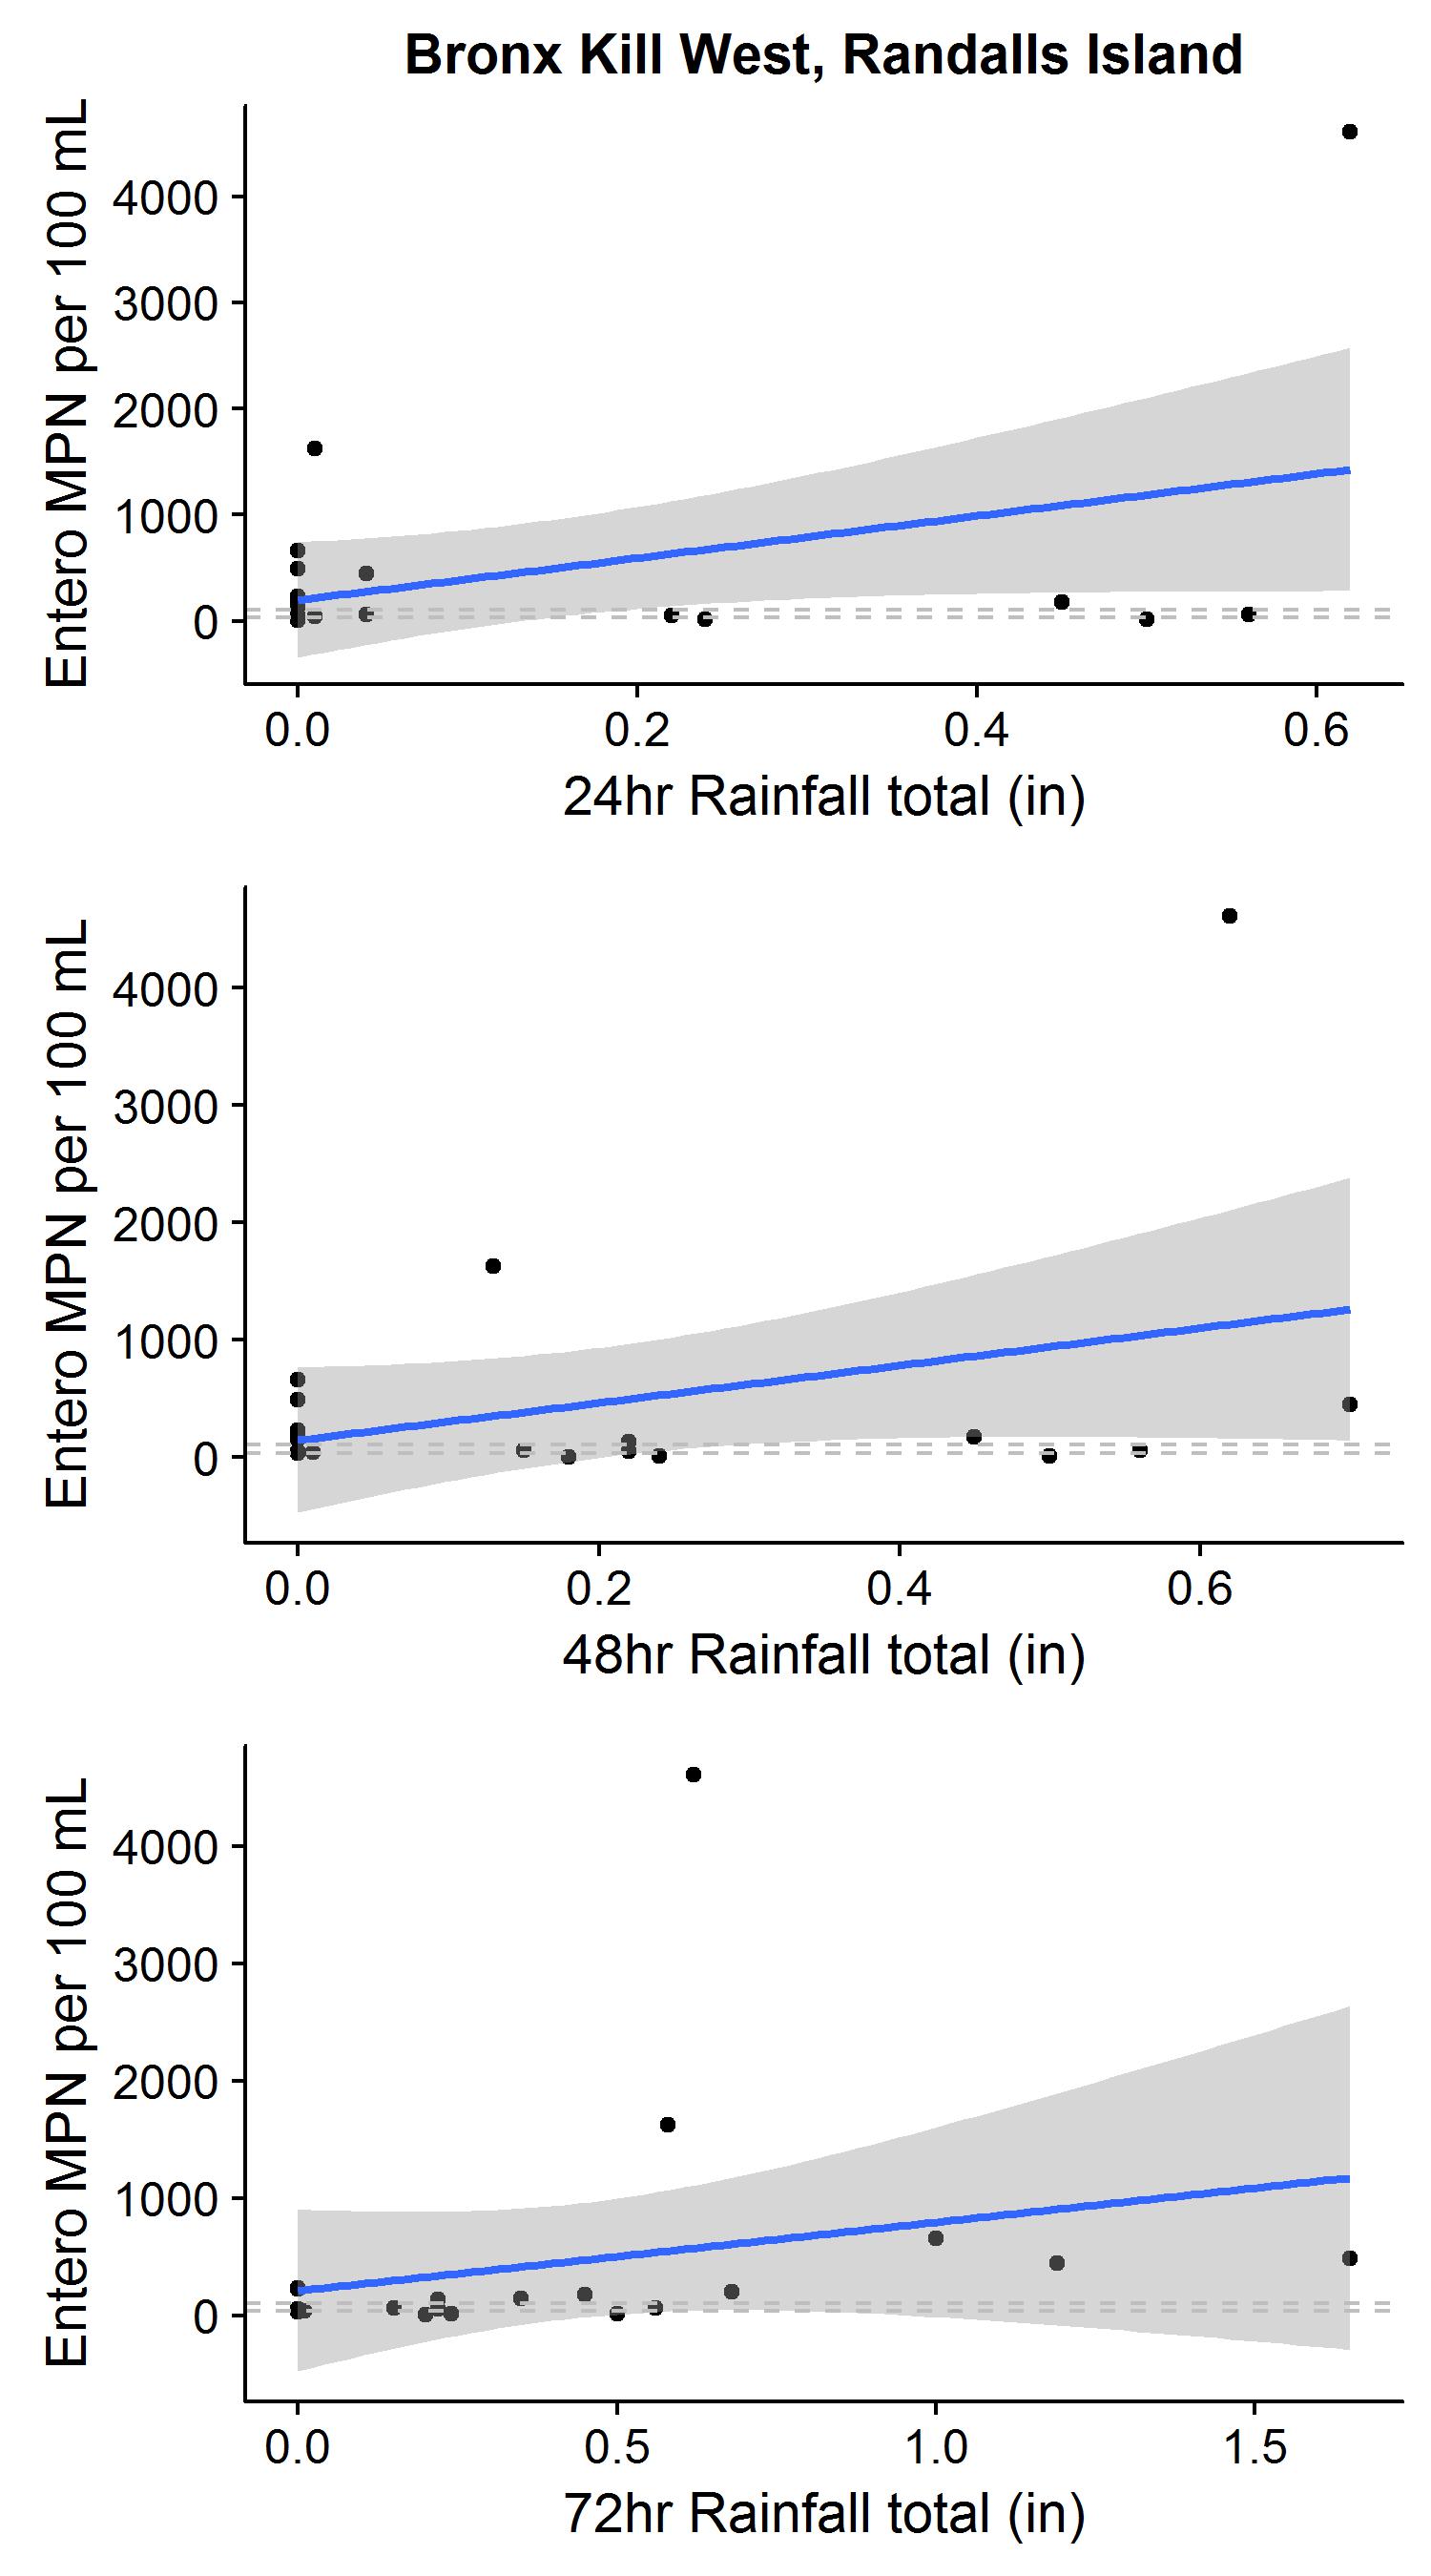 Bronx Kill West, Randalls Island
Entero MPN per 100 mL
4000
3000
2000
1000
0
0.0 0.2 0.4 0.6
24hr Rainfall total (in)
Entero MPN per 100 mL
4000
3000
2000
1000
0
0.0 0.2 0.4 0.6
48hr Rainfall total (in)
Entero MPN per 100 mL
4000
3000
2000
1000
0
0.0 0.5 1.0 1.5
72hr Rainfall total (in)